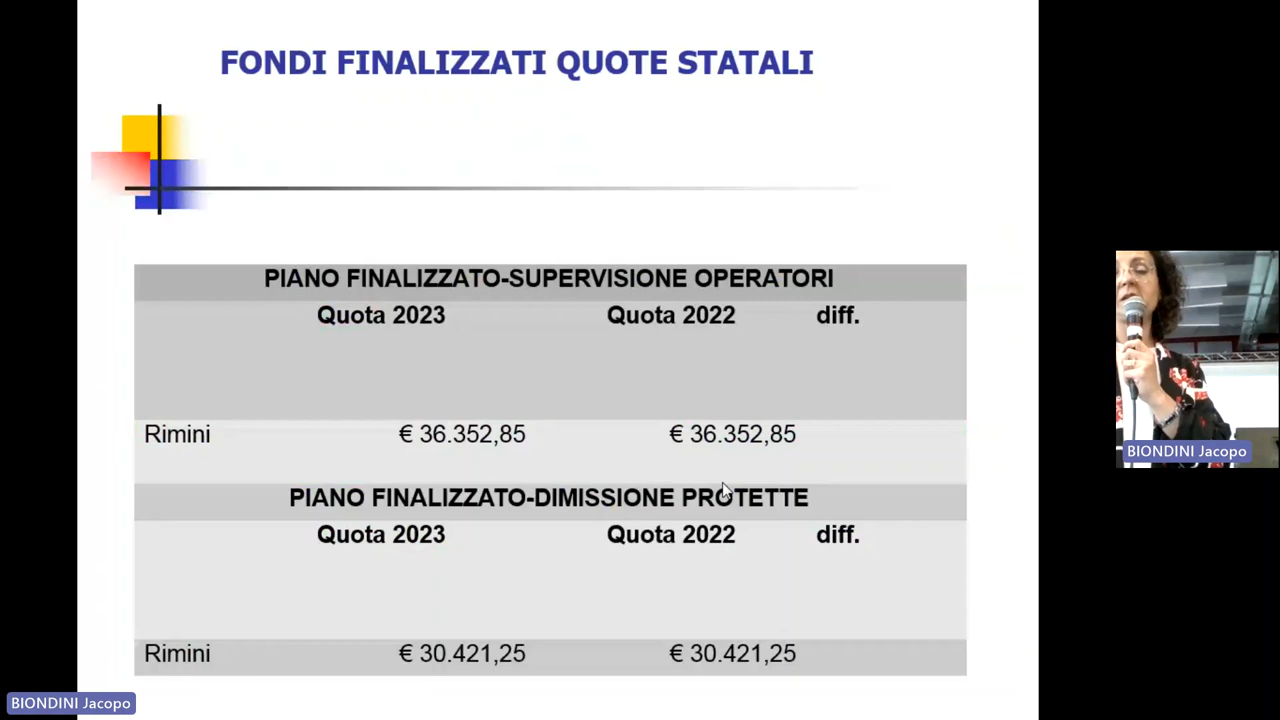 FONDI FINALIZZATI QUOTE STATALI
PIANO FINALIZZATO-SUPERVISIONE OPERATORI
Quota 2023 Quota 2022 diff.
Rimini € 36.352,85 € 36.352,85
PIANO FINALIZZATO-DIMISSIONE PROTETTE
Quota 2023 Quota 2022 diff.
Rimini € 30.421,25 € 30.421,25
BIONDINI Jacopo
BIONDINI Jacopo